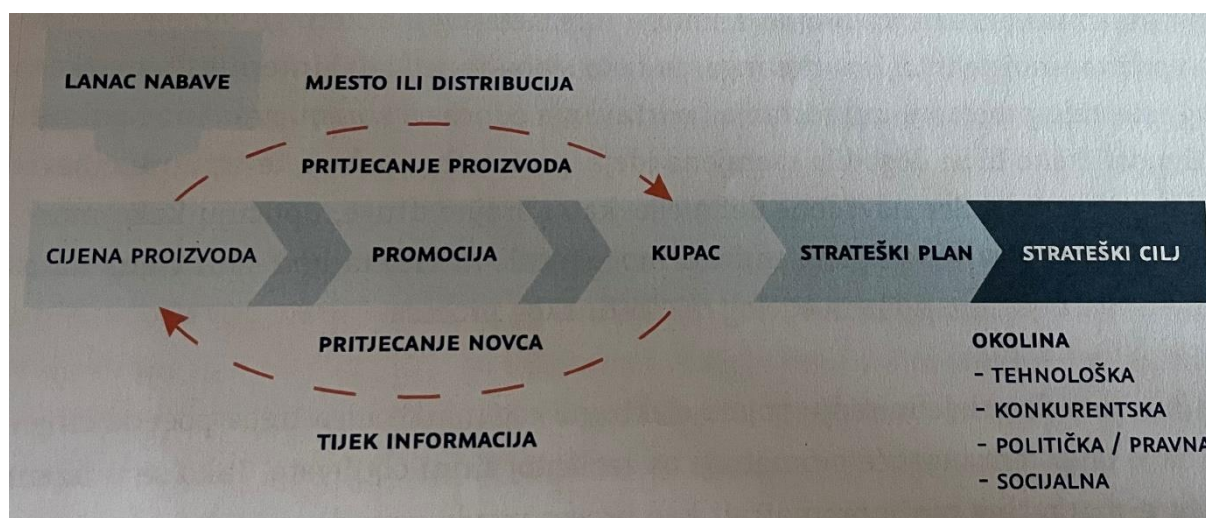 LANAC NABAVE
MJESTO ILI DISTRIBUCIJA
PRITJECANJE PROIZVODA
CIJENA PROIZVODA
PROMOCIJA
KUPAC
STRATEŠKI PLAN
STRATEŠKI CILJ
PRITJECANJE NOVCA
TIJEK INFORMACIJA
OKOLINA
- TEHNOLOŠKA
- KONKURENTSKA
- POLITIČKA / PRAVNA
- SOCIJALNA